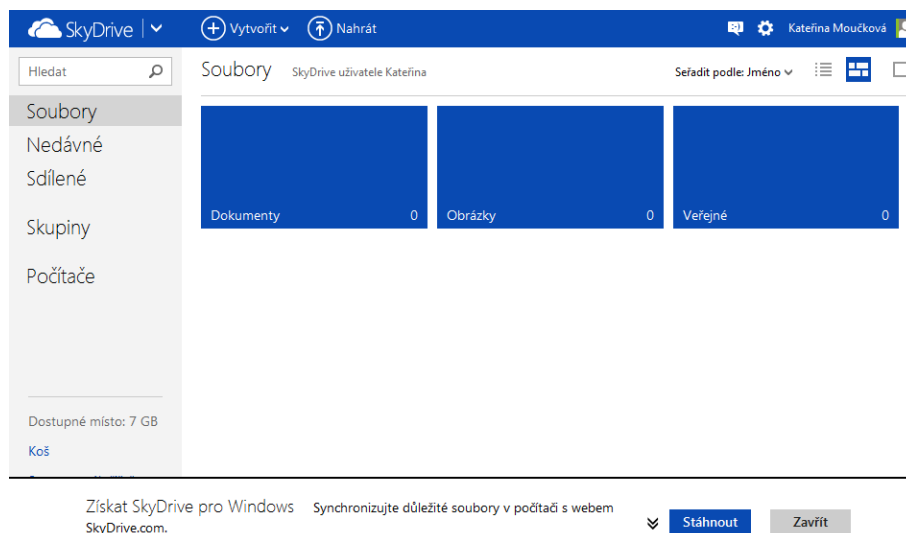 SkyDrive
Vytvořit
Nahrát
Kateřina Moučková
Hledat
Soubory
SkyDrive uživatele Kateřina
Seřadit podle: Jméno
Soubory
Nedávné
Sdílené
Skupiny
Počítače
Dokumenty 0
Obrázky 0
Veřejné 0
Dostupné místo: 7 GB
Koš
Získat SkyDrive pro Windows Synchronizujte důležité soubory v počítači s webem
SkyDrive.com.
Stáhnout
Zavřít